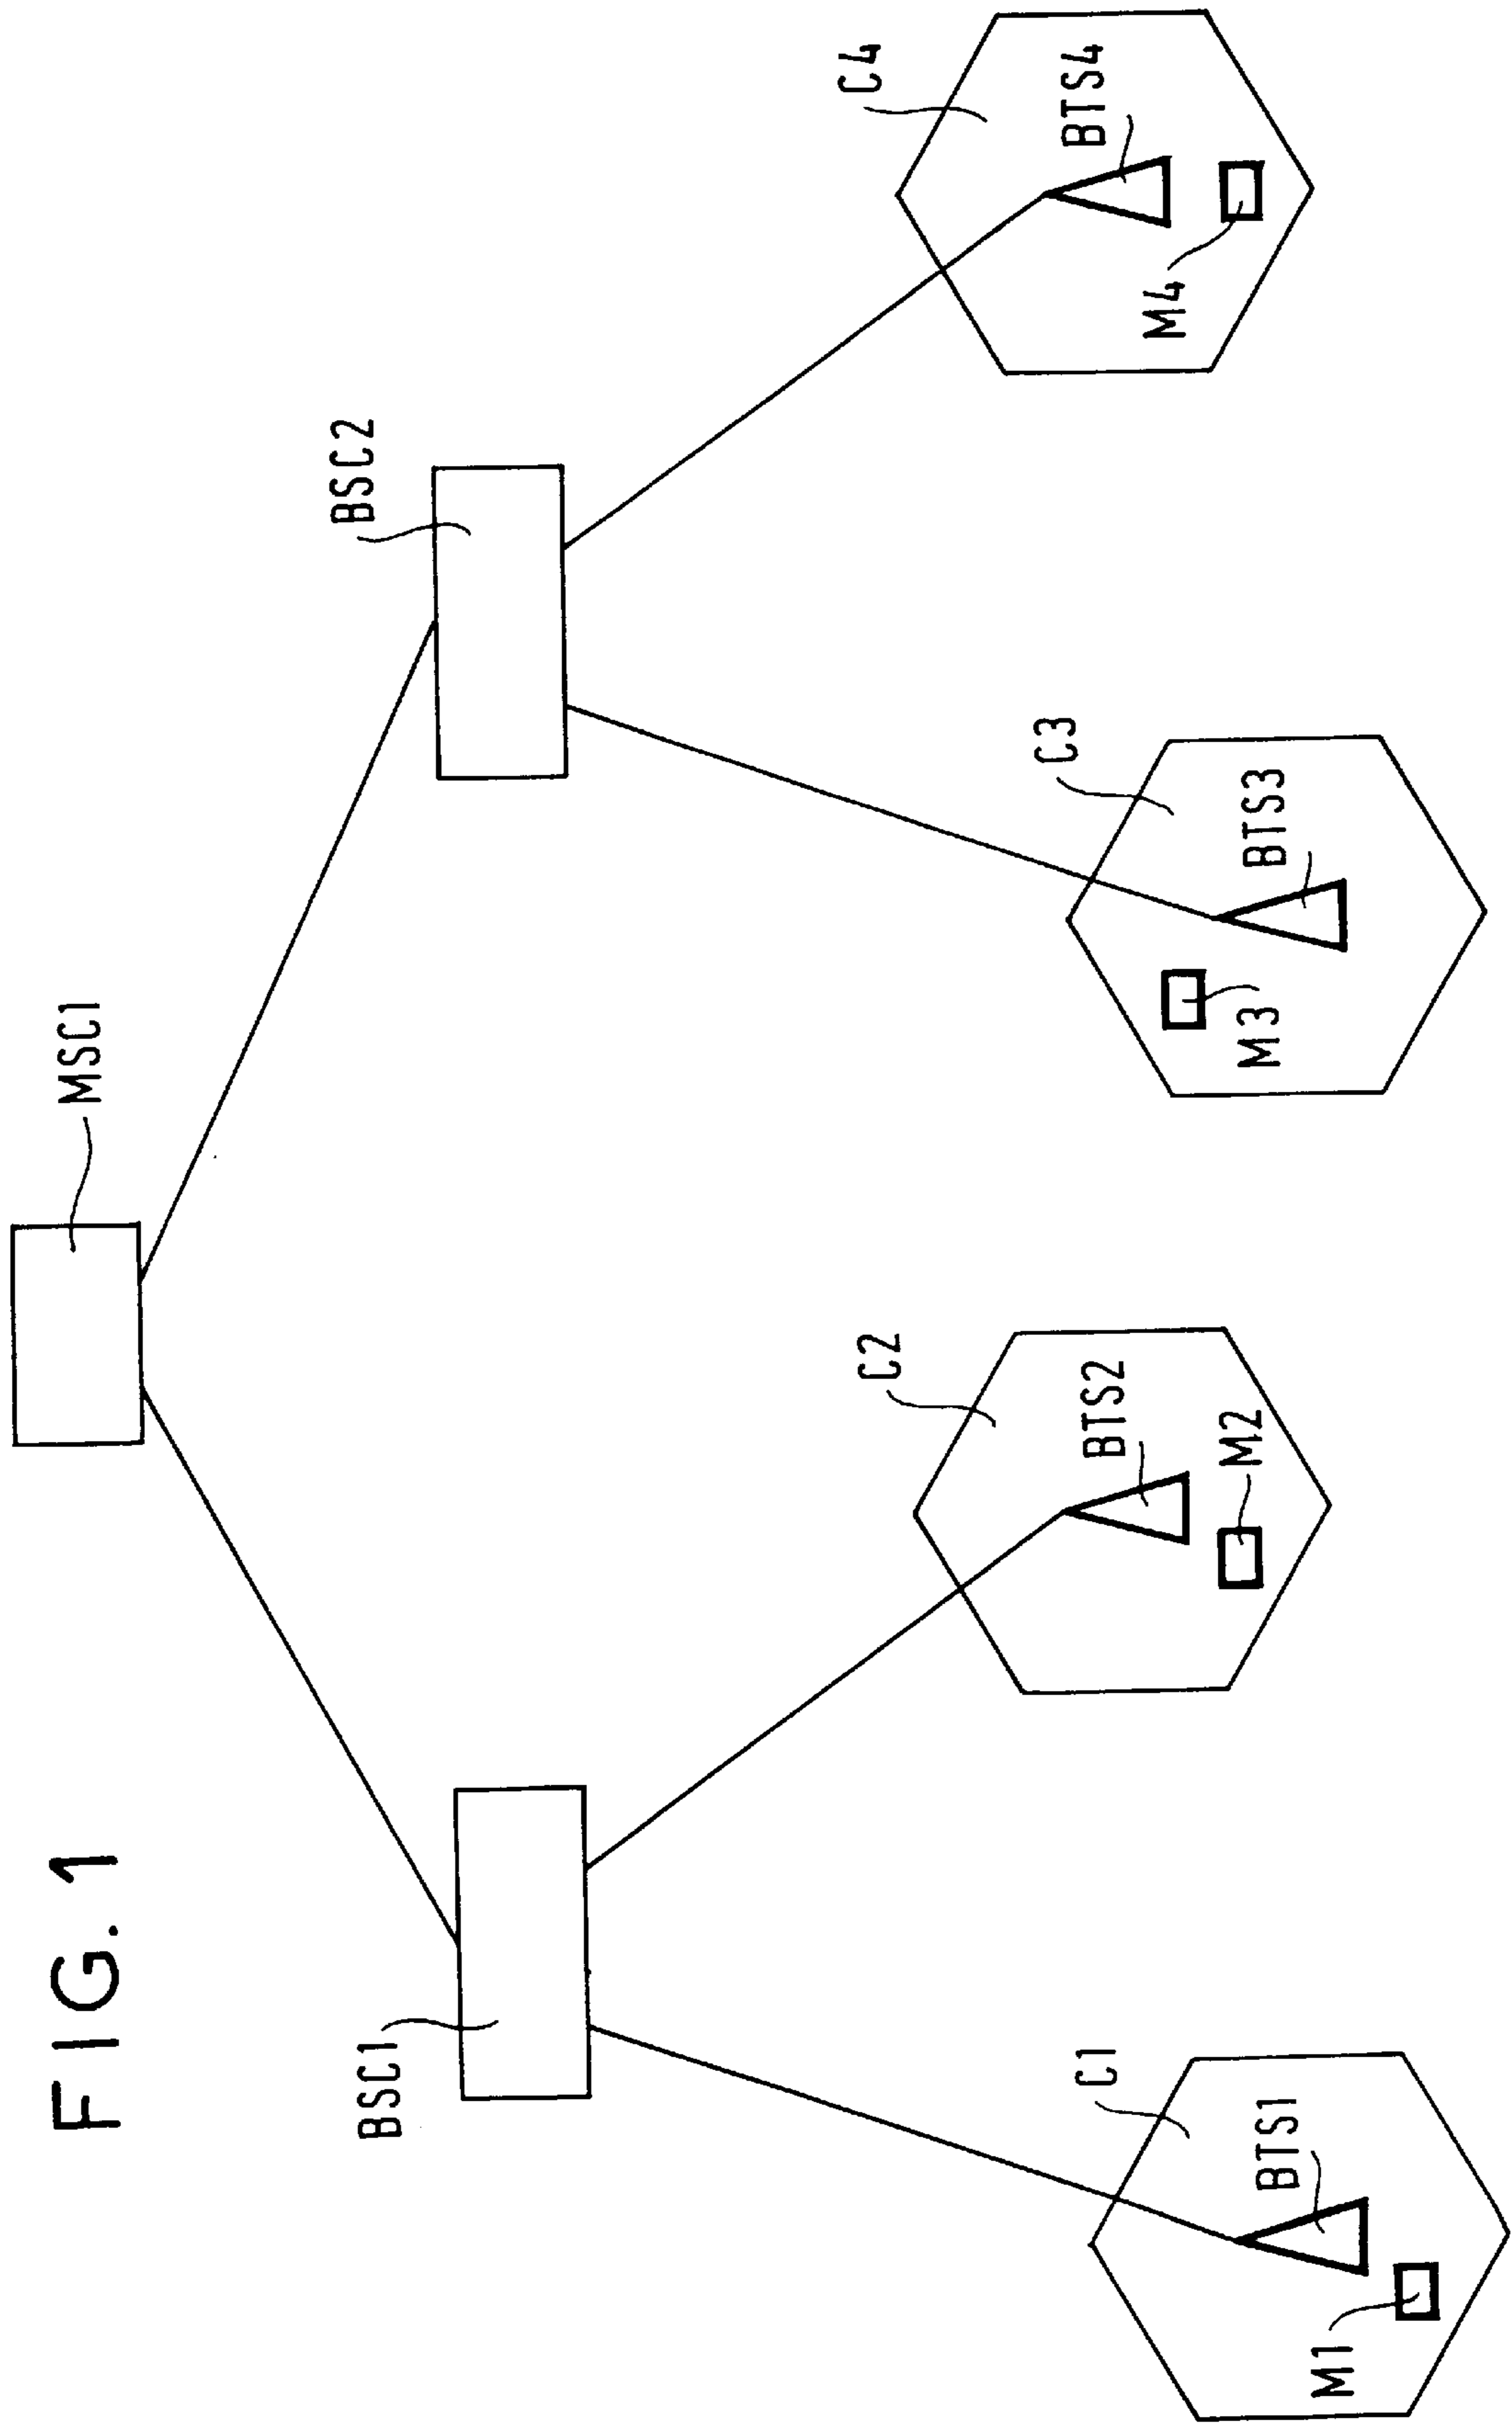 FIG. 1
MSC1
BSC1
BSC2
C1
BTS1
M1
C2
BTS2
M2
C3
BTS3
M3
C4
BTS4
M4